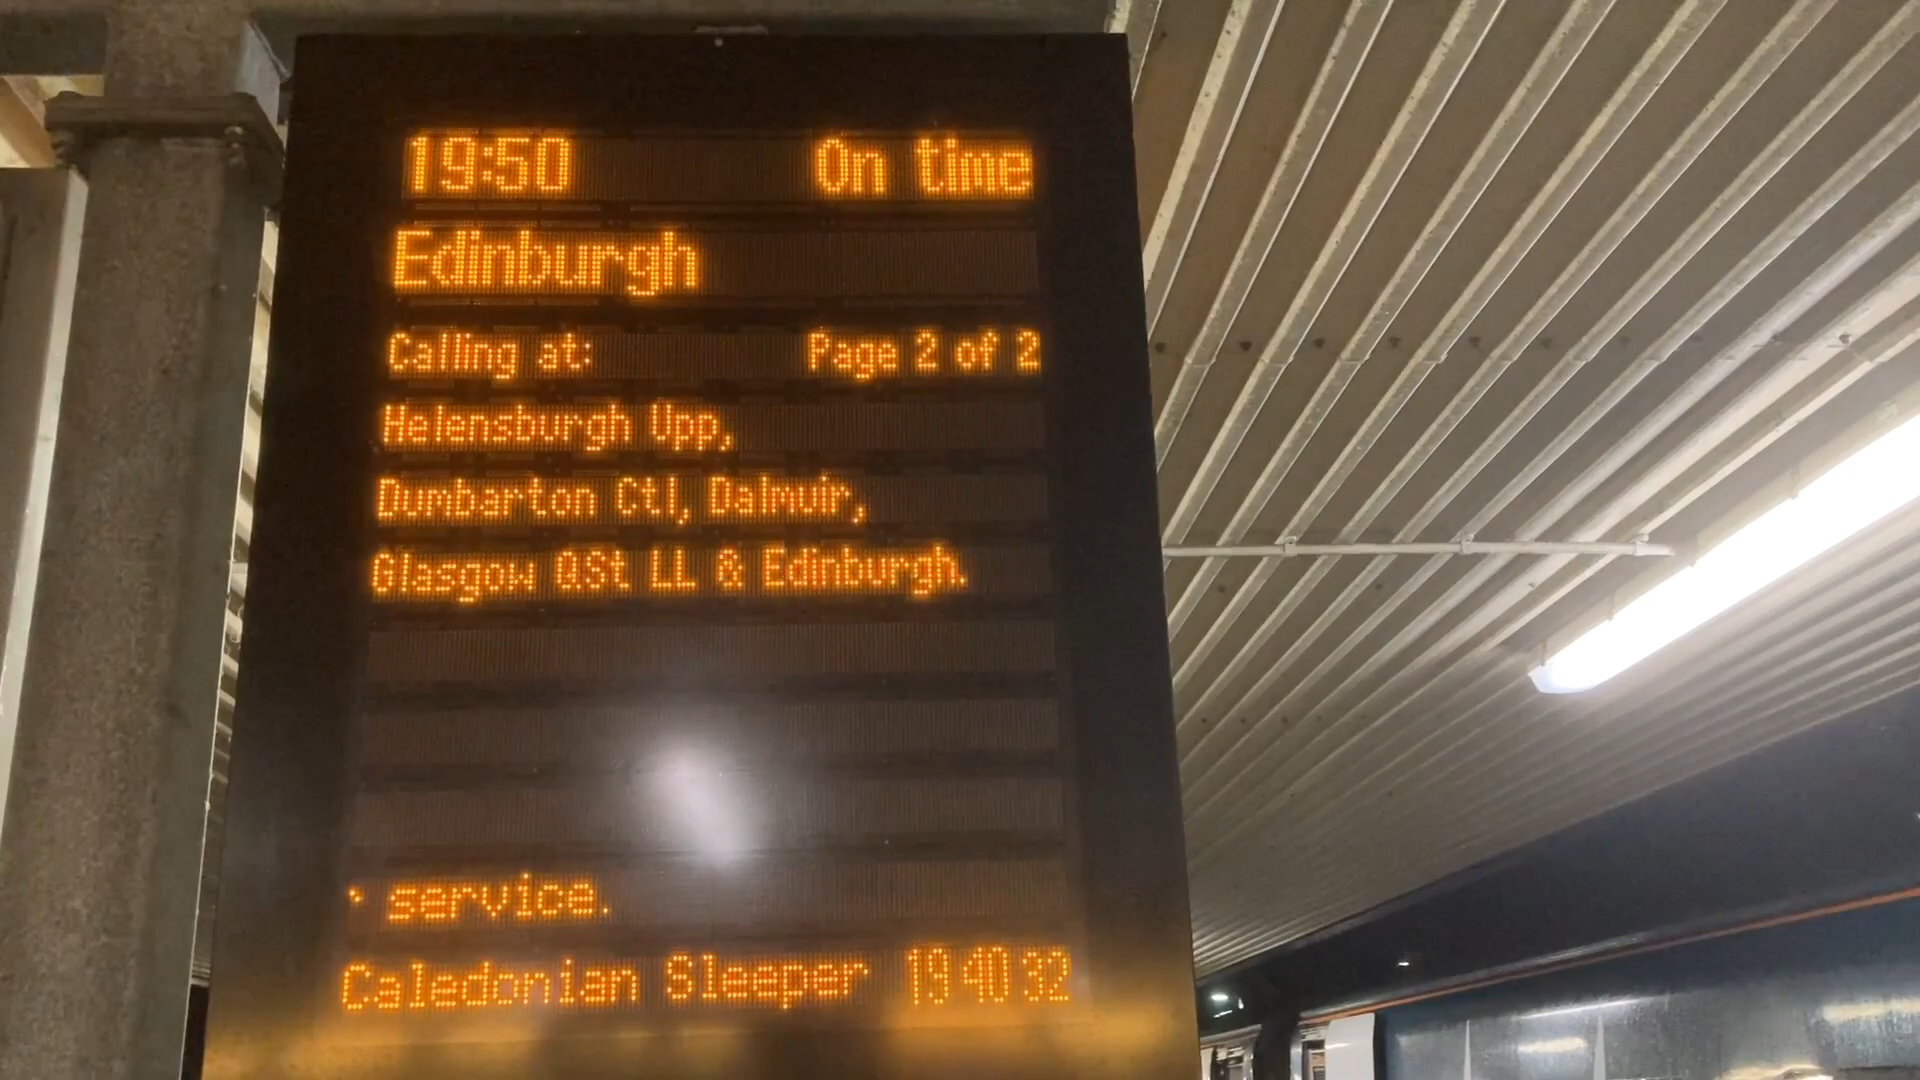 19:50 On time
Edinburgh
Calling at: Page 2 of 2
Helensburgh Upp,
Dumbarton Ctl, Dalmuir,
Glasgow QSt LL & Edinburgh.
service.
Caledonian Sleeper 19 40 32